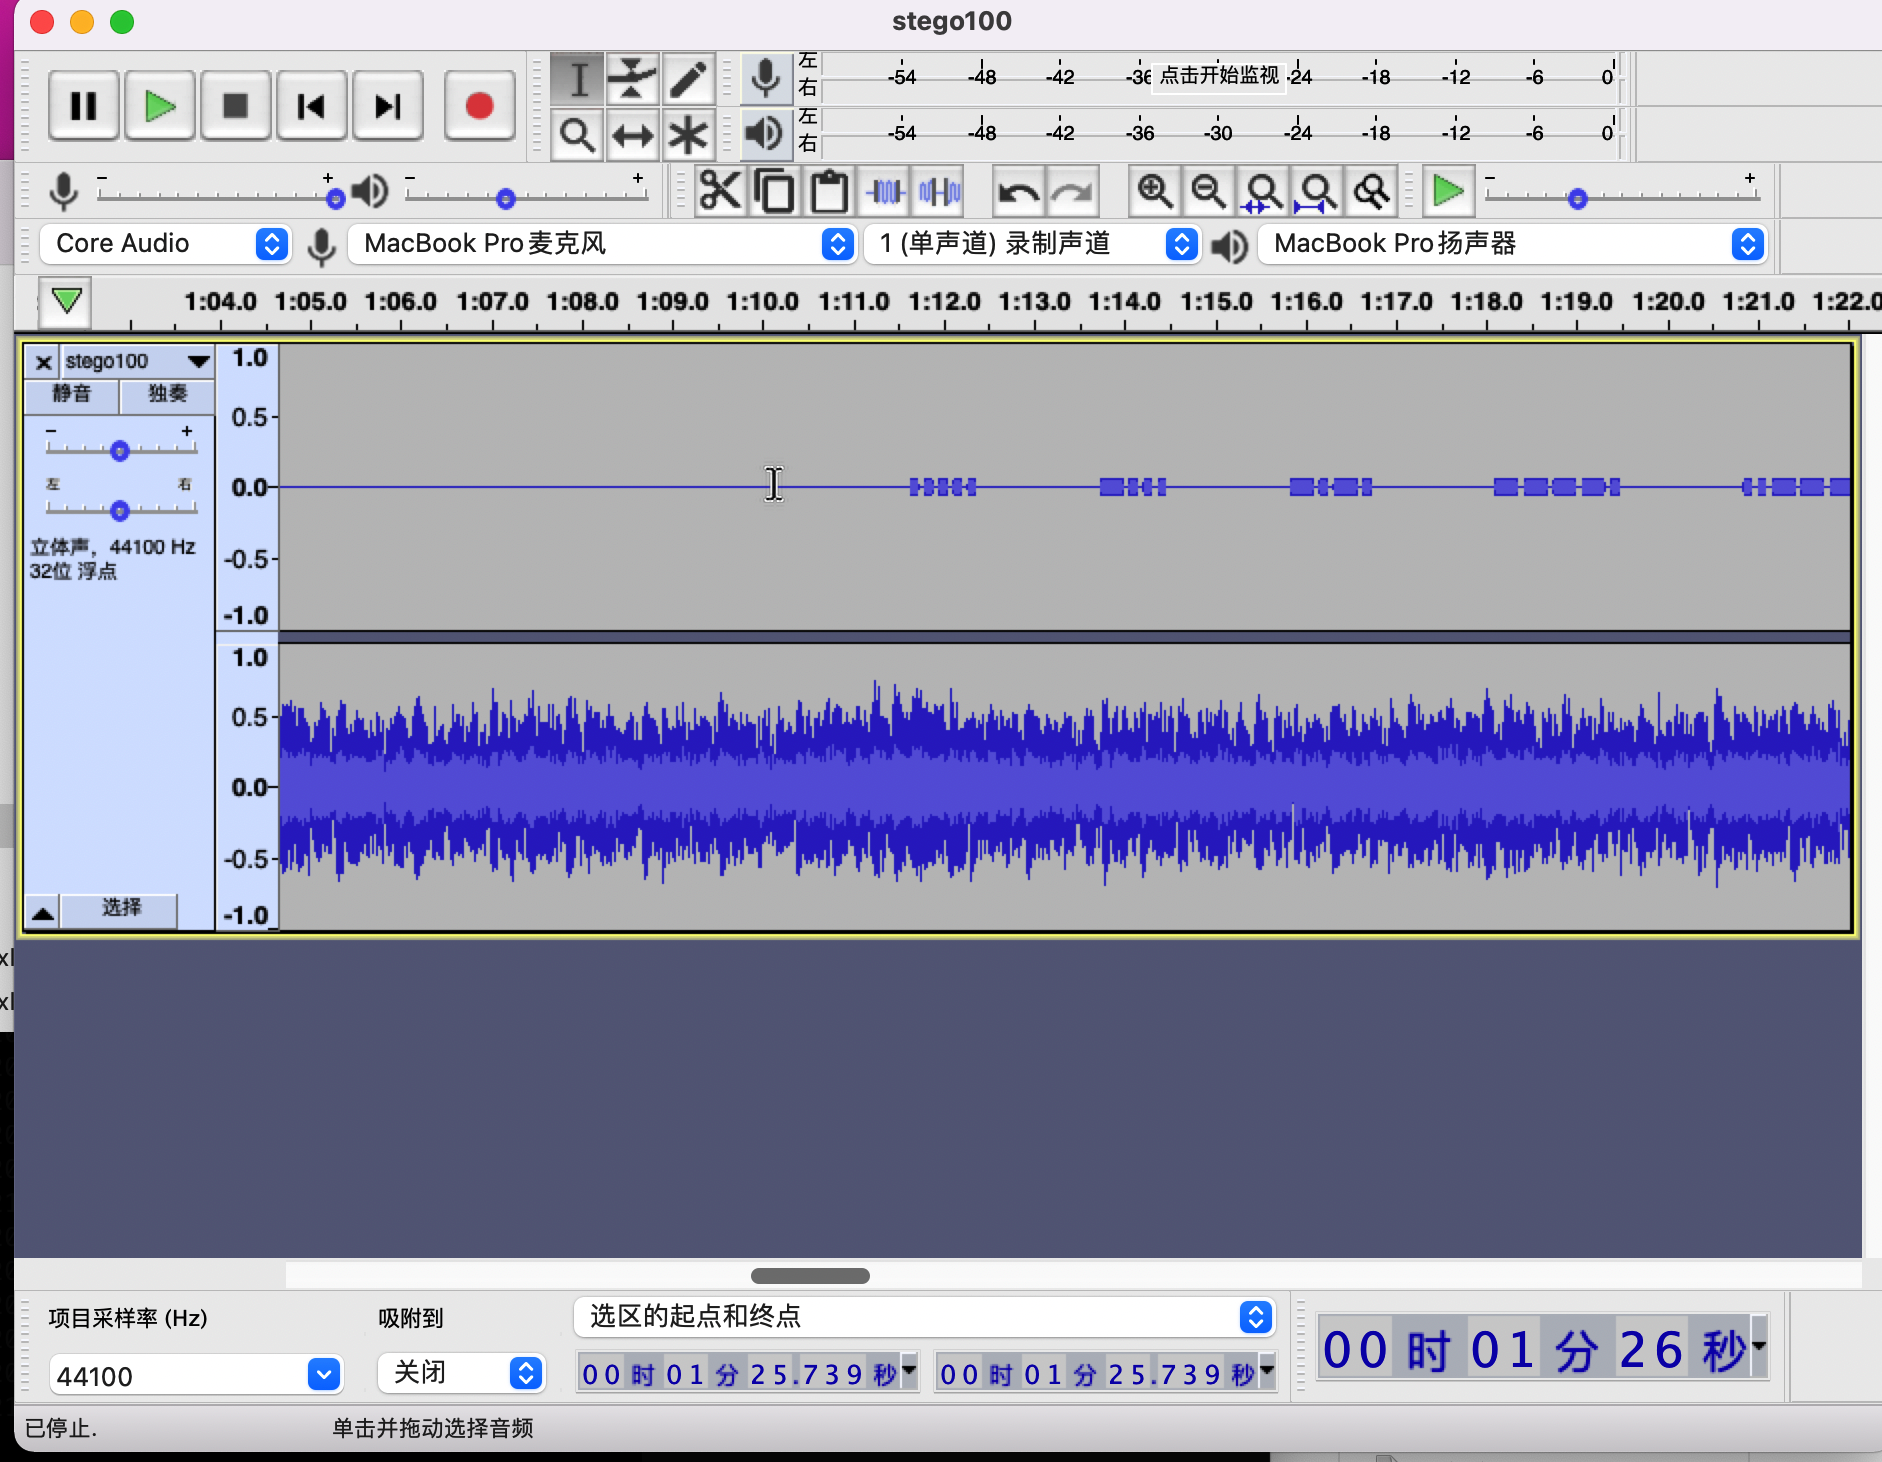 stego100
左
右
-54 -48 -42 -36 点击开始监视 -24 -18 -12 -6 0
左
右
-54 -48 -42 -36 -30 -24 -18 -12 -6 0
- + - + - +
Core Audio MacBook Pro麦克风 1 (单声道) 录制声道 MacBook Pro扬声器
1:04.0 1:05.0 1:06.0 1:07.0 1:08.0 1:09.0 1:10.0 1:11.0 1:12.0 1:13.0 1:14.0 1:15.0 1:16.0 1:17.0 1:18.0 1:19.0 1:20.0 1:21.0 1:22.0
x stego100
静音 独奏
- +
左 右
立体声, 44100 Hz
32位 浮点
选择
1.0
0.5
0.0
-0.5
-1.0
1.0
0.5
0.0
-0.5
-1.0
项目采样率 (Hz) 吸附到 选区的起点和终点
44100 关闭 00 时 01 分 25.739 秒 00 时 01 分 25.739 秒
00 时 01 分 26 秒
已停止. 单击并拖动选择音频